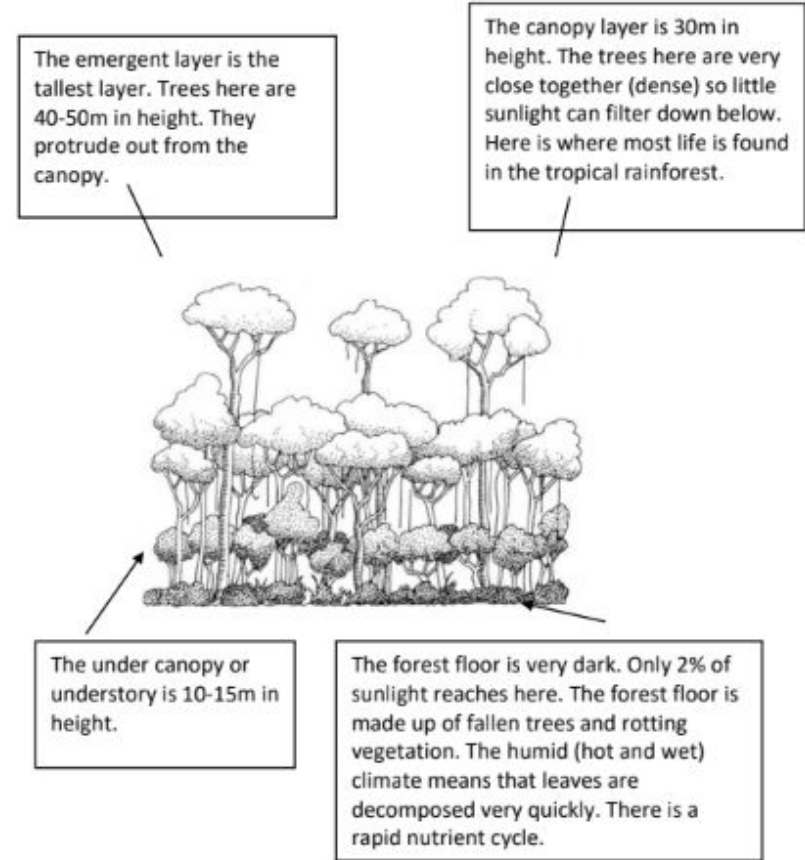 The emergent layer is the
tallest layer. Trees here are
40-50m in height. They
protrude out from the
canopy.
The canopy layer is 30m in
height. The trees here are very
close together (dense) so little
sunlight can filter down below.
Here is where most life is found
in the tropical rainforest.
The under canopy or
understory is 10-15m in
height.
The forest floor is very dark. Only 2% of
sunlight reaches here. The forest floor is
made up of fallen trees and rotting
vegetation. The humid (hot and wet)
climate means that leaves are
decomposed very quickly. There is a
rapid nutrient cycle.